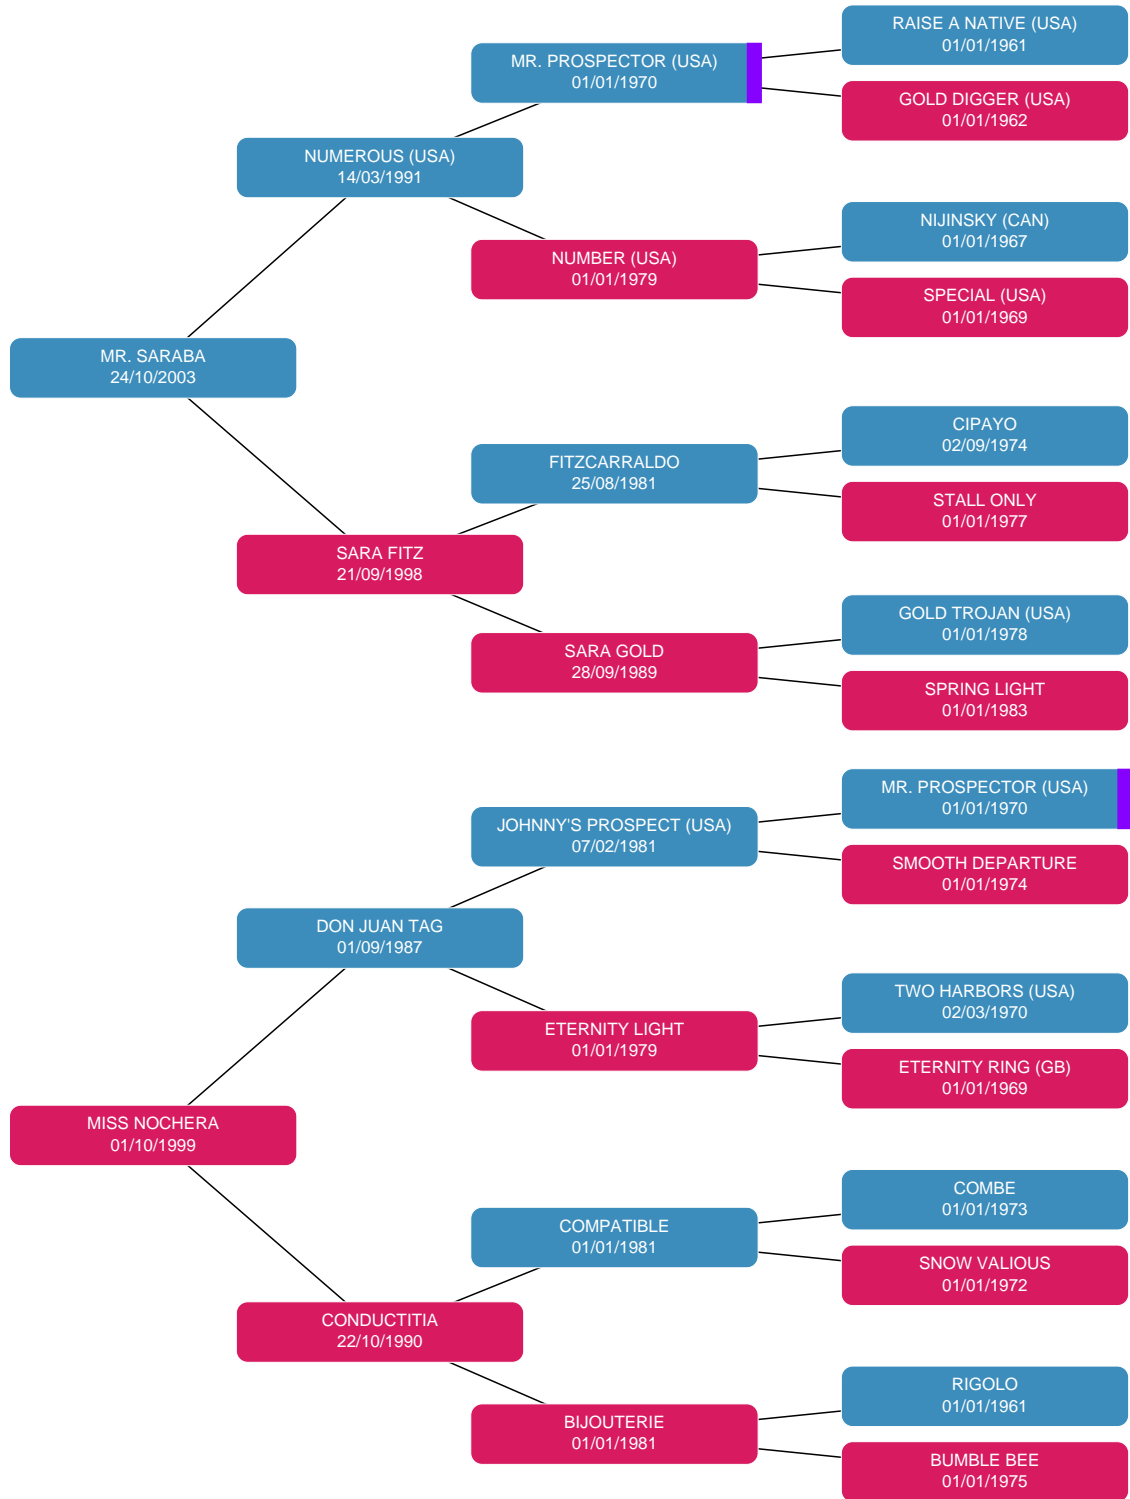 RAISE A NATIVE (USA)
01/01/1961
MR. PROSPECTOR (USA)
01/01/1970
GOLD DIGGER (USA)
01/01/1962
NUMEROUS (USA)
14/03/1991
NIJINSKY (CAN)
01/01/1967
NUMBER (USA)
01/01/1979
SPECIAL (USA)
01/01/1969
MR. SARABA
24/10/2003
CIPAYO
02/09/1974
FITZCARRALDO
25/08/1981
STALL ONLY
01/01/1977
SARA FITZ
21/09/1998
GOLD TROJAN (USA)
01/01/1978
SARA GOLD
28/09/1989
SPRING LIGHT
01/01/1983
MR. PROSPECTOR (USA)
01/01/1970
JOHNNY'S PROSPECT (USA)
07/02/1981
SMOOTH DEPARTURE
01/01/1974
DON JUAN TAG
01/09/1987
TWO HARBORS (USA)
02/03/1970
ETERNITY LIGHT
01/01/1979
ETERNITY RING (GB)
01/01/1969
MISS NOCHERA
01/10/1999
COMBE
01/01/1973
COMPATIBLE
01/01/1981
SNOW VALIOUS
01/01/1972
CONDUCTITIA
22/10/1990
RIGOLO
01/01/1961
BIJOUTERIE
01/01/1981
BUMBLE BEE
01/01/1975